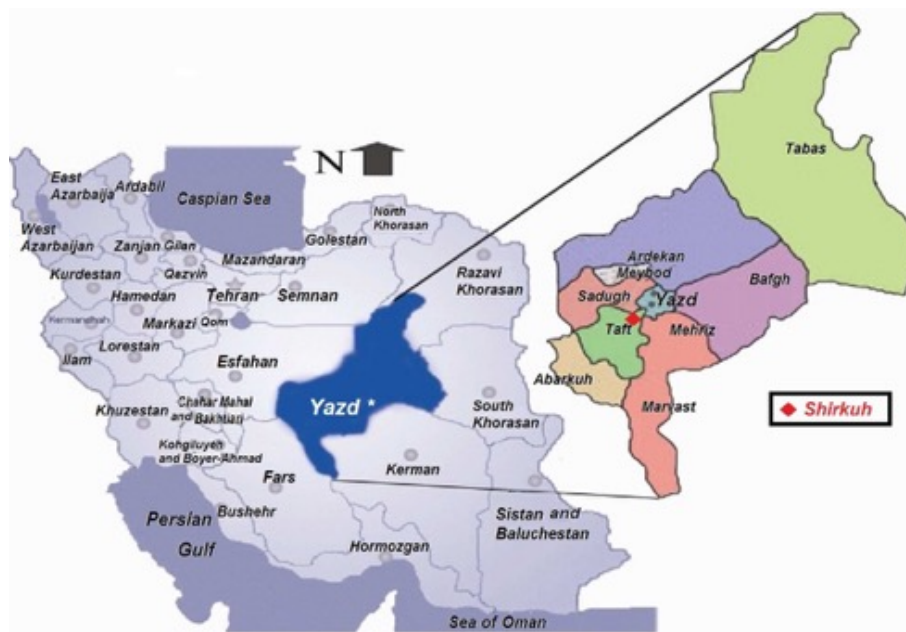 N
East
Azarbaija
Ardabil
Caspian Sea
West
Azarbaijan
Zanjan
Gilan
Golestan
North
Khorasan
Mazandaran
Kurdestan
Qazvin
Tehran
Semnan
Razavi
Khorasan
Hamedan
Kermanshah
Markazi
Qom
Ilam
Lorestan
Esfahan
Khuzestan
Chahar Mahal
and Bakhtiari
Yazd *
South
Khorasan
Kohgiluyeh
and Boyer-Ahmad
Fars
Kerman
Persian
Gulf
Bushehr
Sistan and
Baluchestan
Hormozgan
Sea of Oman
Tabas
Ardekan
Meybod
Bafgh
Sadugh
Yazd
Taft
Mehriz
Abarkuh
Marvast
Shirkuh